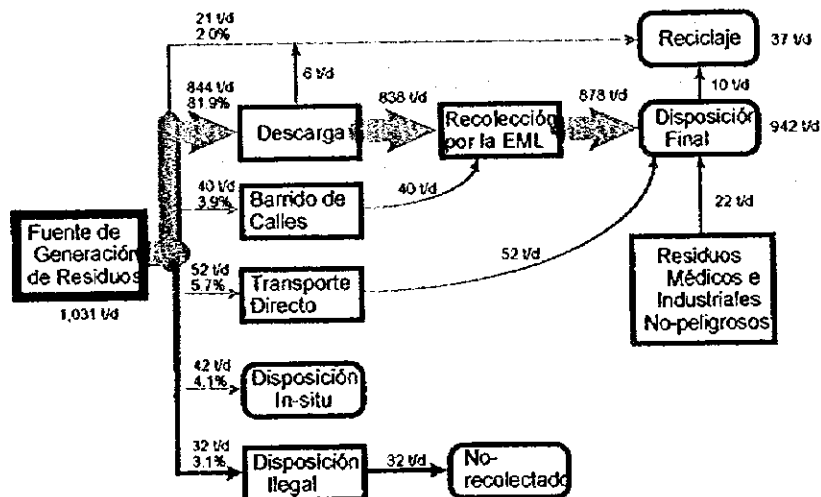 21 t/d
2.0%
Reciclaje
37 t/d
6 t/d
10 t/d
844 t/d
81.9%
Descarga
838 t/d
Recolección
por la EML
878 t/d
Disposición
Final
942 t/d
40 t/d
3.9%
Barrido de
Calles
40 t/d
22 t/d
Fuente de
Generación
de Residuos
1,031 t/d
52 t/d
5.7%
Transporte
Directo
52 t/d
Residuos
Médicos e
Industriales
No-peligrosos
42 t/d
4.1%
Disposición
In-situ
32 t/d
3.1%
Disposición
Ilegal
32 t/d
No-
recolectado